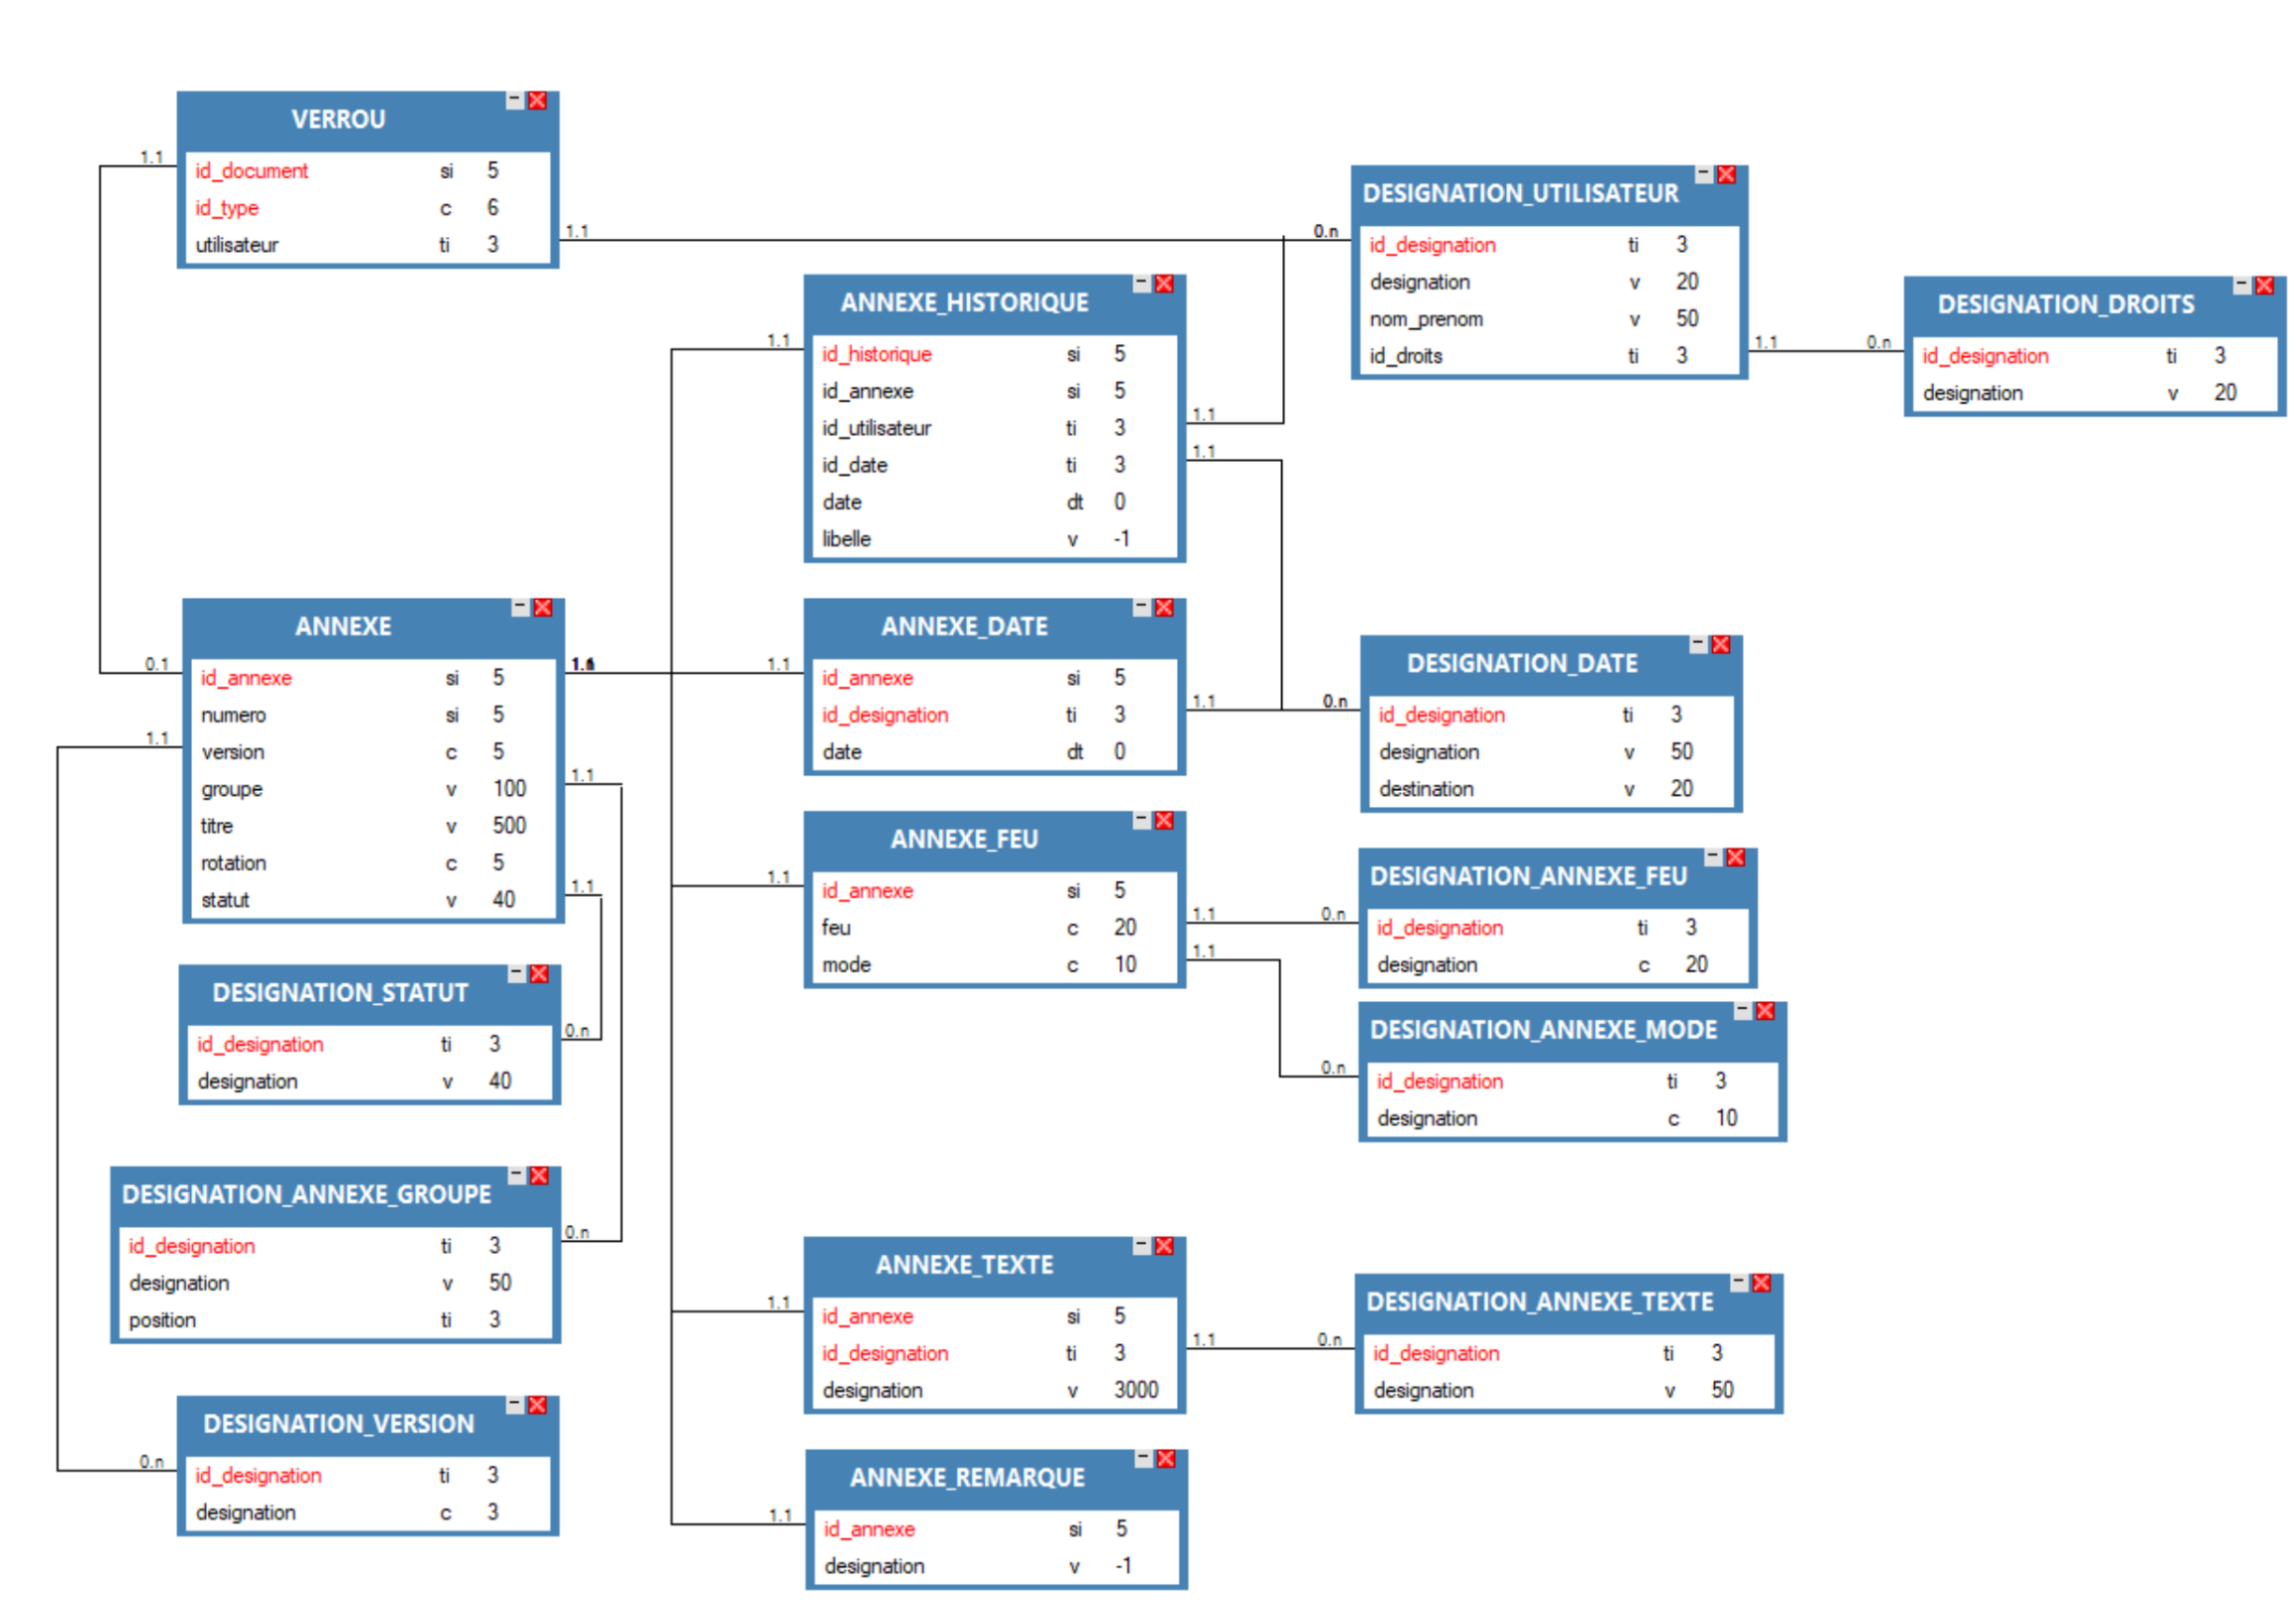 VERROU
id_document si 5
id_type c 6
utilisateur ti 3
1.1
1.1
DESIGNATION_UTILISATEUR
id_designation ti 3
designation v 20
nom_prenom v 50
id_droits ti 3
0.n
1.1
DESIGNATION_DROITS
id_designation ti 3
designation v 20
0.n
ANNEXE_HISTORIQUE
id_historique si 5
id_annexe si 5
id_utilisateur ti 3
id_date ti 3
date dt 0
libelle v -1
1.1
1.1
1.1
ANNEXE
id_annexe si 5
numero si 5
version c 5
groupe v 100
titre v 500
rotation c 5
statut v 40
0.1
1.1
1.1
1.1
ANNEXE_DATE
id_annexe si 5
id_designation ti 3
date dt 0
1.1
1.1
DESIGNATION_DATE
id_designation ti 3
designation v 50
destination v 20
0.n
ANNEXE_FEU
id_annexe si 5
feu c 20
mode c 10
1.1
1.1
1.1
DESIGNATION_ANNEXE_FEU
id_designation ti 3
designation c 20
0.n
DESIGNATION_STATUT
id_designation ti 3
designation v 40
0.n
DESIGNATION_ANNEXE_MODE
id_designation ti 3
designation c 10
0.n
DESIGNATION_ANNEXE_GROUPE
id_designation ti 3
designation v 50
position ti 3
0.n
ANNEXE_TEXTE
id_annexe si 5
id_designation ti 3
designation v 3000
1.1
1.1
DESIGNATION_ANNEXE_TEXTE
id_designation ti 3
designation v 50
0.n
DESIGNATION_VERSION
id_designation ti 3
designation c 3
0.n
ANNEXE_REMARQUE
id_annexe si 5
designation v -1
1.1